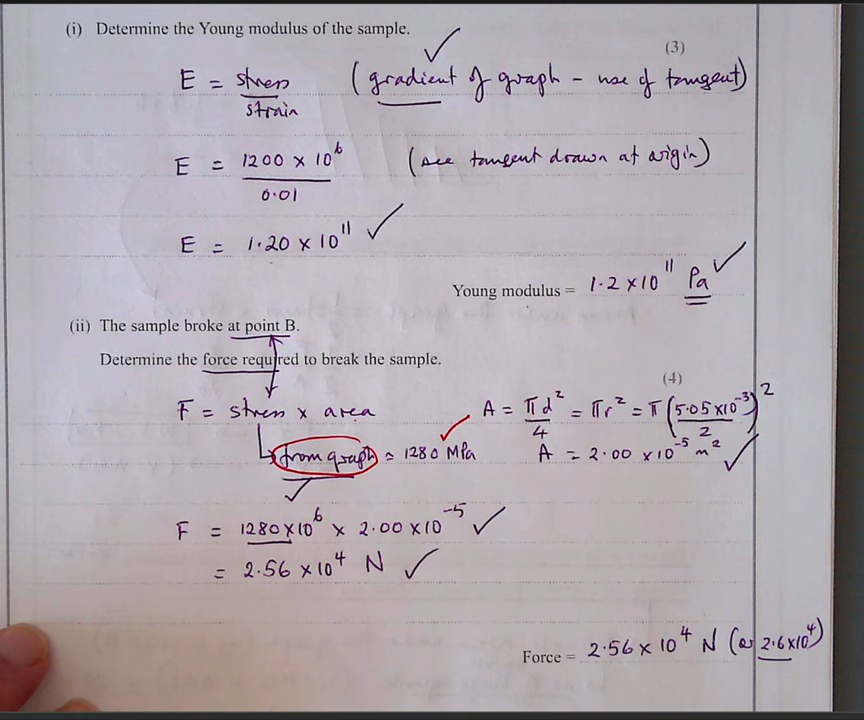 (i) Determine the Young modulus of the sample.
(3)
E = stress/strain (gradient of graph - use of tangent)
E = 1200 × 10⁶/0.01 (see tangent drawn at origin)
E = 1.20 × 10¹¹ ✓
Young modulus = 1.2 × 10¹¹ Pa ✓
(ii) The sample broke at point B.
Determine the force required to break the sample.
(4)
F = stress × area A = πd²/4 = πr² = π(5.05×10⁻³/2)²
from graph ≈ 1280 MPa ✓ A = 2.00 × 10⁻⁵ m² ✓
F = 1280×10⁶ × 2.00 × 10⁻⁵ ✓
= 2.56 × 10⁴ N ✓
Force = 2.56 × 10⁴ N (or 2.6×10⁴)